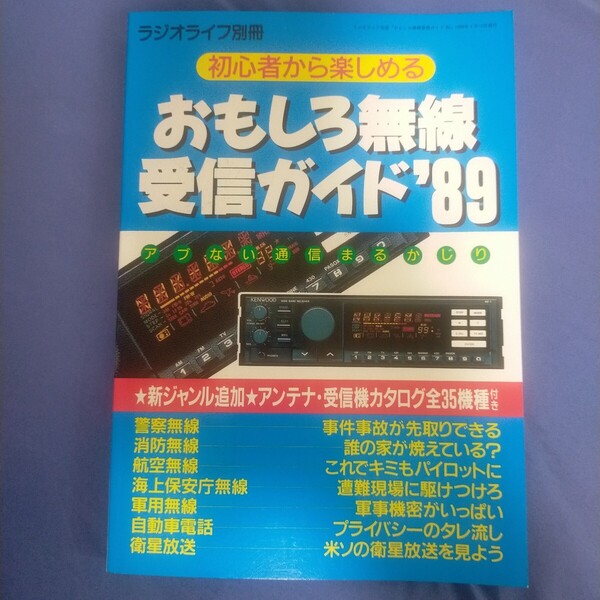 ラジオライフ別冊
初心者から楽しめる
おもしろ無線
受信ガイド'89
アブない通信まるかじり
KENWOOD
★新ジャンル追加★アンテナ・受信機カタログ全35機種付き
警察無線 事件事故が先取りできる
消防無線 誰の家が焼えている?
航空無線 これでキミもパイロットに
海上保安庁無線 遭難現場に駆けつけろ
軍用無線 軍事機密がいっぱい
自動車電話 プライバシーのタレ流し
衛星放送 米ソの衛星放送を見よう